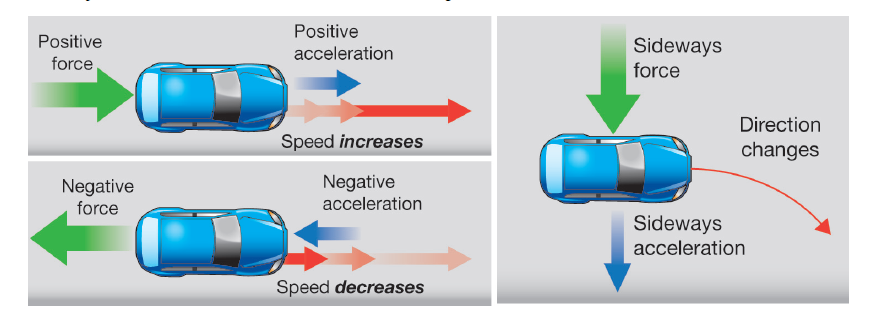 Positive
force
Positive
acceleration
Speed increases
Negative
force
Negative
acceleration
Speed decreases
Sideways
force
Direction
changes
Sideways
acceleration